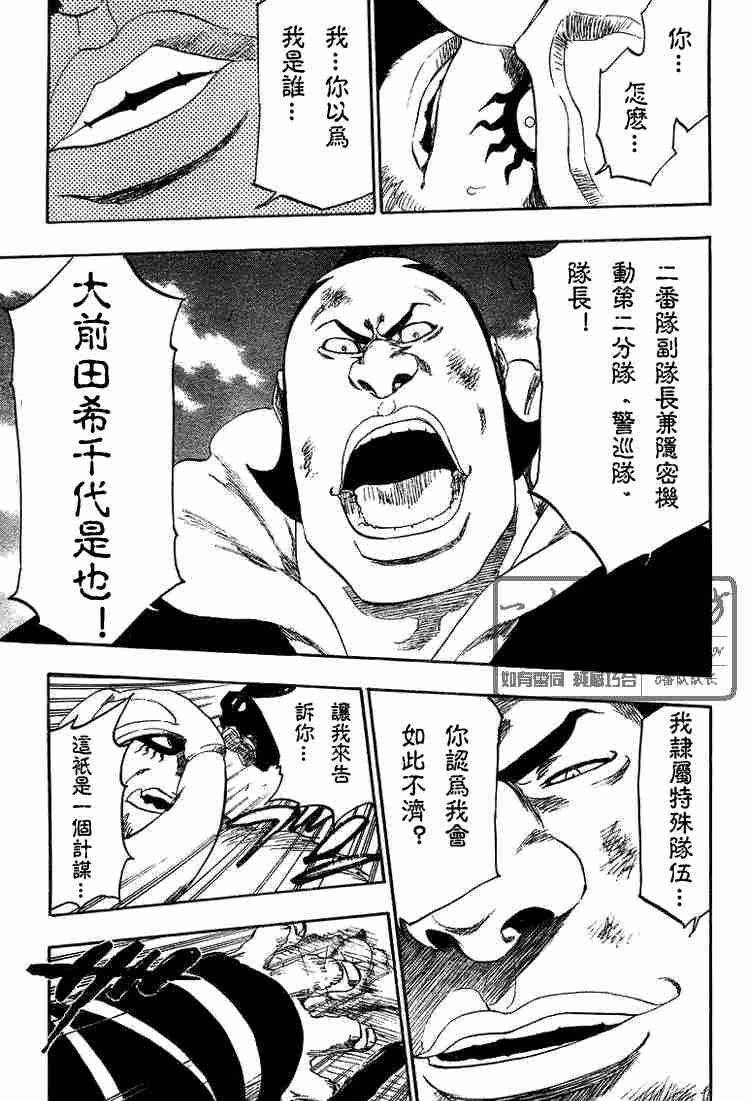 你…
怎麼…
我…你以爲
我是誰…
二番隊副隊長兼隱密機
動第二分隊、警巡隊、
隊長！
大前田希千代是也！
我隷屬特殊隊伍…
你認爲我會
如此不濟？
讓我來告
訴你…
這衹是一個計謀…
如有雷同 純屬巧合